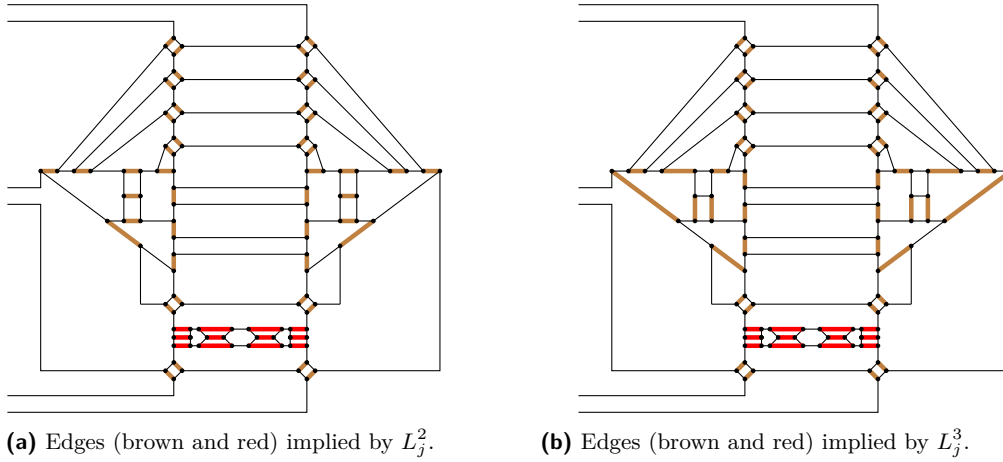 (a) Edges (brown and red) implied by $L_j^2$.
(b) Edges (brown and red) implied by $L_j^3$.